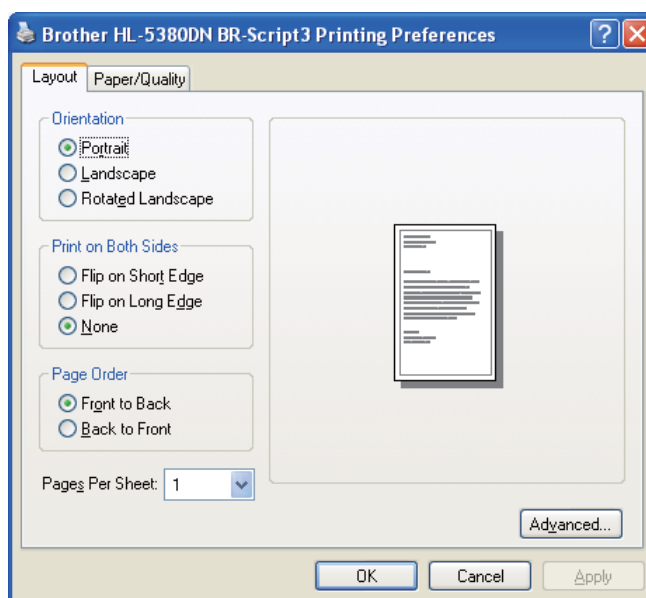 Brother HL-5380DN BR-Script3 Printing Preferences
Layout Paper/Quality
Orientation
Portrait
Landscape
Rotated Landscape
Print on Both Sides
Flip on Short Edge
Flip on Long Edge
None
Page Order
Front to Back
Back to Front
Pages Per Sheet: 1
Advanced...
OK Cancel Apply